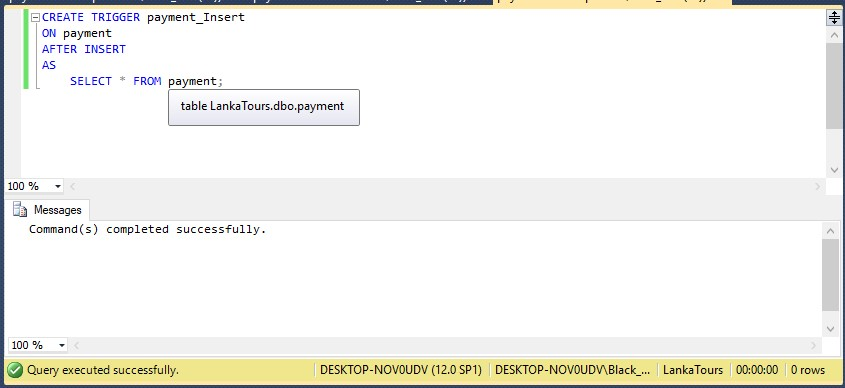 CREATE TRIGGER payment_Insert
ON payment
AFTER INSERT
AS
SELECT * FROM payment;
table LankaTours.dbo.payment
100 %
Messages
Command(s) completed successfully.
100 %
Query executed successfully. DESKTOP-NOV0UDV (12.0 SP1) DESKTOP-NOV0UDV\Black_... LankaTours 00:00:00 0 rows